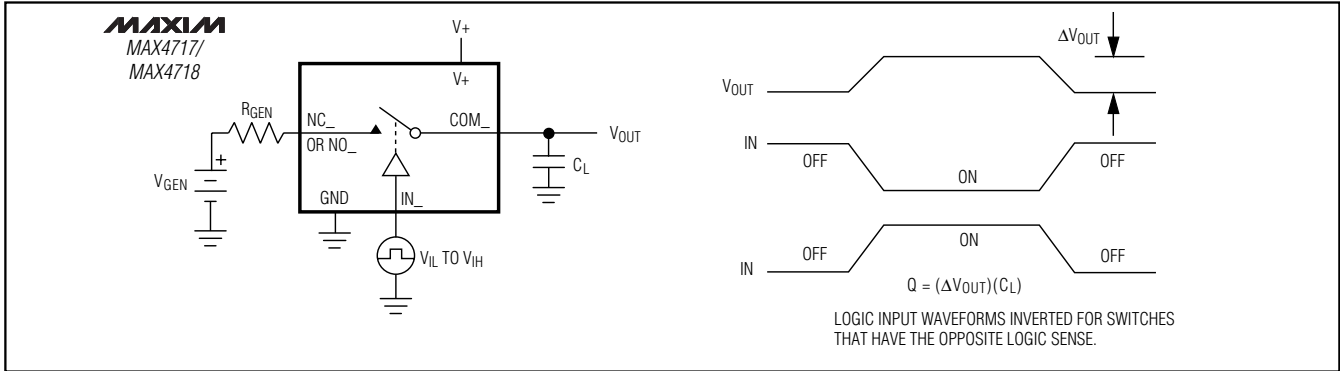 MAXIM
MAX4717/
MAX4718
V+
V+
RGEN
NC_
OR NO_
COM_
VOUT
CL
VGEN
+
GND
IN_
VIL TO VIH
ΔVOUT
VOUT
IN
OFF
ON
OFF
IN
OFF
ON
OFF
Q = (ΔVOUT)(CL)
LOGIC INPUT WAVEFORMS INVERTED FOR SWITCHES
THAT HAVE THE OPPOSITE LOGIC SENSE.